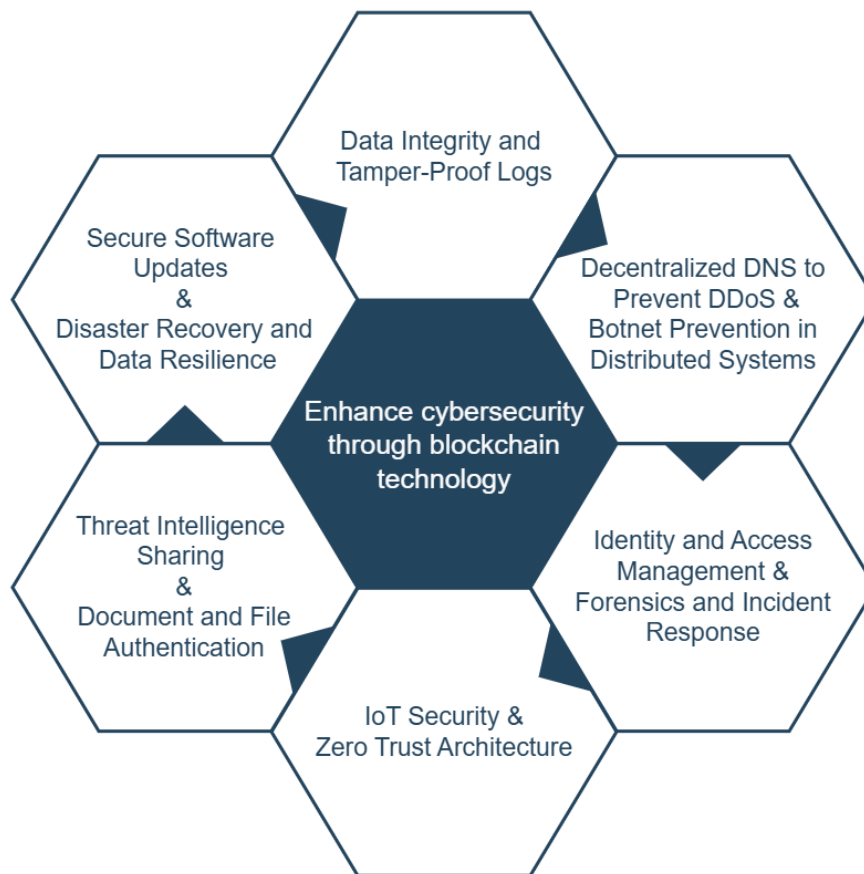 Data Integrity and
Tamper-Proof Logs
Decentralized DNS to
Prevent DDoS &
Botnet Prevention in
Distributed Systems
Identity and Access
Management &
Forensics and Incident
Response
IoT Security &
Zero Trust Architecture
Threat Intelligence
Sharing
&
Document and File
Authentication
Secure Software
Updates
&
Disaster Recovery and
Data Resilience
Enhance cybersecurity
through blockchain
technology